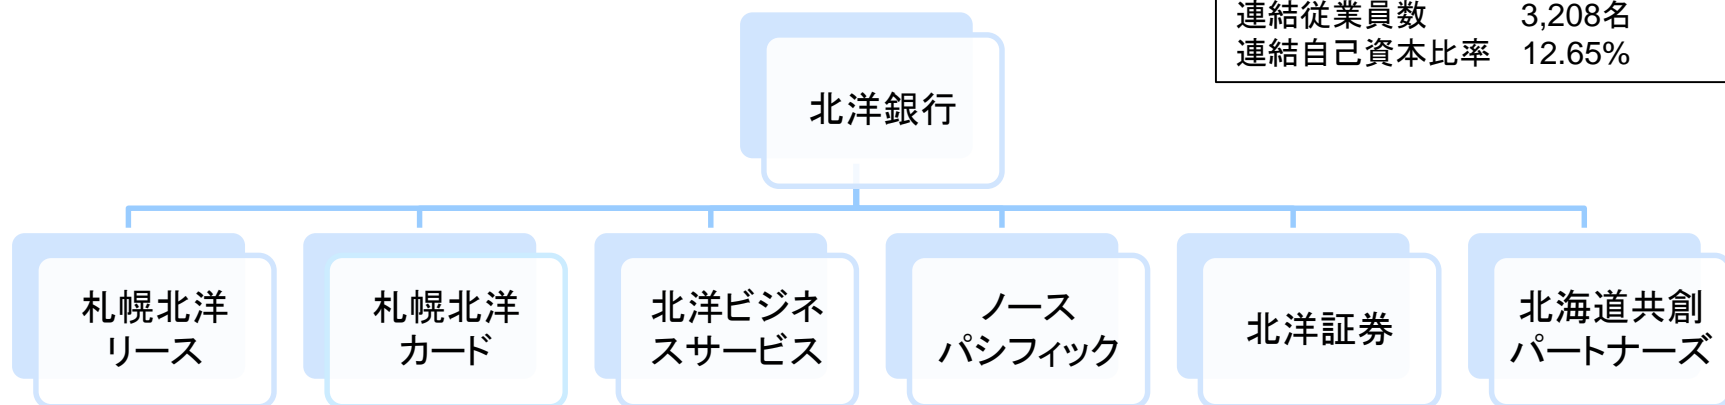 連結従業員数 3,208名
連結自己資本比率 12.65%
北洋銀行
札幌北洋
リース
札幌北洋
カード
北洋ビジネ
スサービス
ノース
パシフィック
北洋証券
北海道共創
パートナーズ